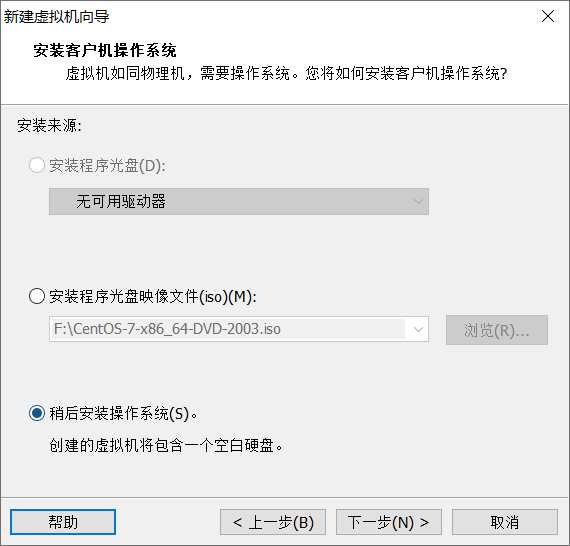 新建虚拟机向导
安装客户机操作系统
虚拟机如同物理机，需要操作系统。您将如何安装客户机操作系统?
安装来源:
安装程序光盘(D):
无可用驱动器
安装程序光盘映像文件(iso)(M):
F:\CentOS-7-x86_64-DVD-2003.iso
浏览(R)...
稍后安装操作系统(S)。
创建的虚拟机将包含一个空白硬盘。
帮助
< 上一步(B)
下一步(N) >
取消